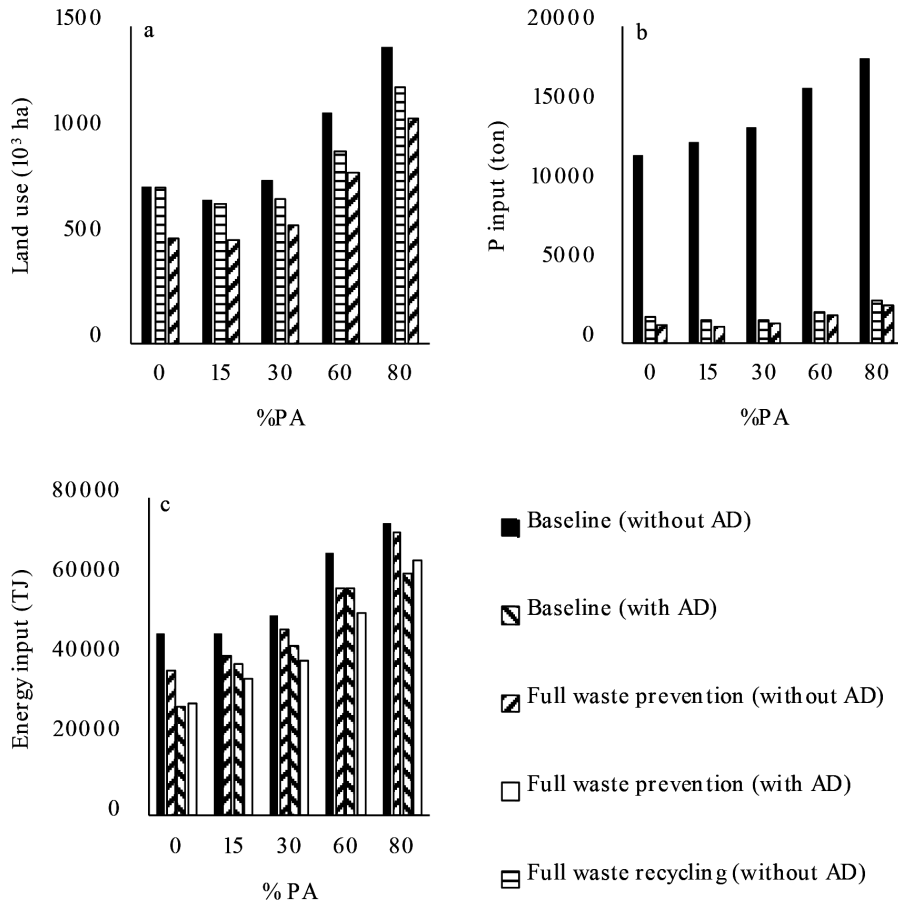 a
1500
1000
500
0
Land use (10³ ha)
0 15 30 60 80
%PA
b
20000
15000
10000
5000
0
P input (ton)
0 15 30 60 80
%PA
c
80000
60000
40000
20000
0
Energy input (TJ)
0 15 30 60 80
% PA
Baseline (without AD)
Baseline (with AD)
Full waste prevention (without AD)
Full waste prevention (with AD)
Full waste recycling (without AD)